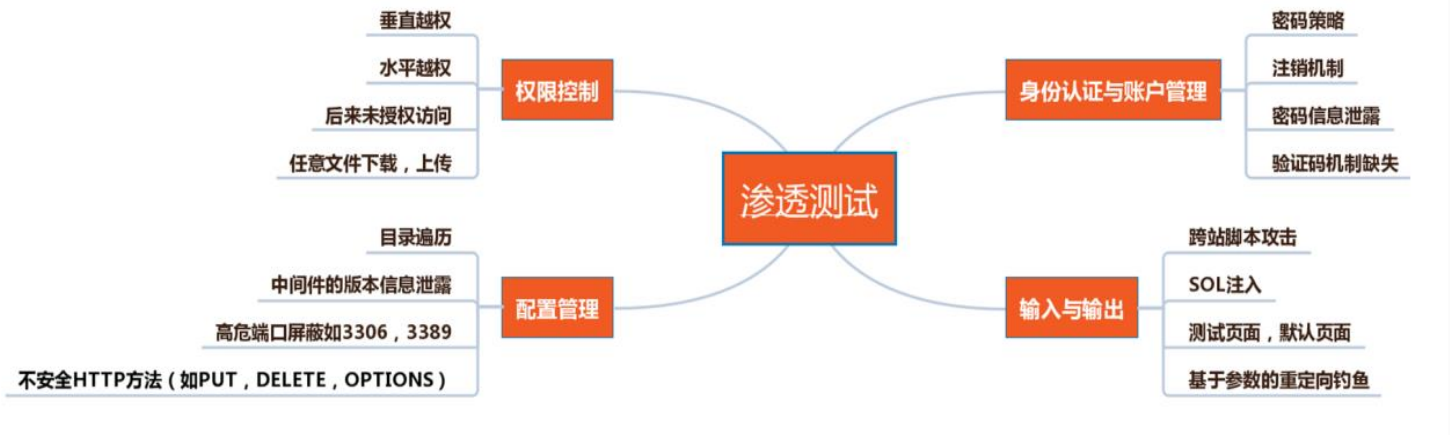 渗透测试
权限控制
垂直越权
水平越权
后来未授权访问
任意文件下载，上传
配置管理
目录遍历
中间件的版本信息泄露
高危端口屏蔽如3306，3389
不安全HTTP方法（如PUT，DELETE，OPTIONS）
身份认证与账户管理
密码策略
注销机制
密码信息泄露
验证码机制缺失
输入与输出
跨站脚本攻击
SOL注入
测试页面，默认页面
基于参数的重定向钓鱼